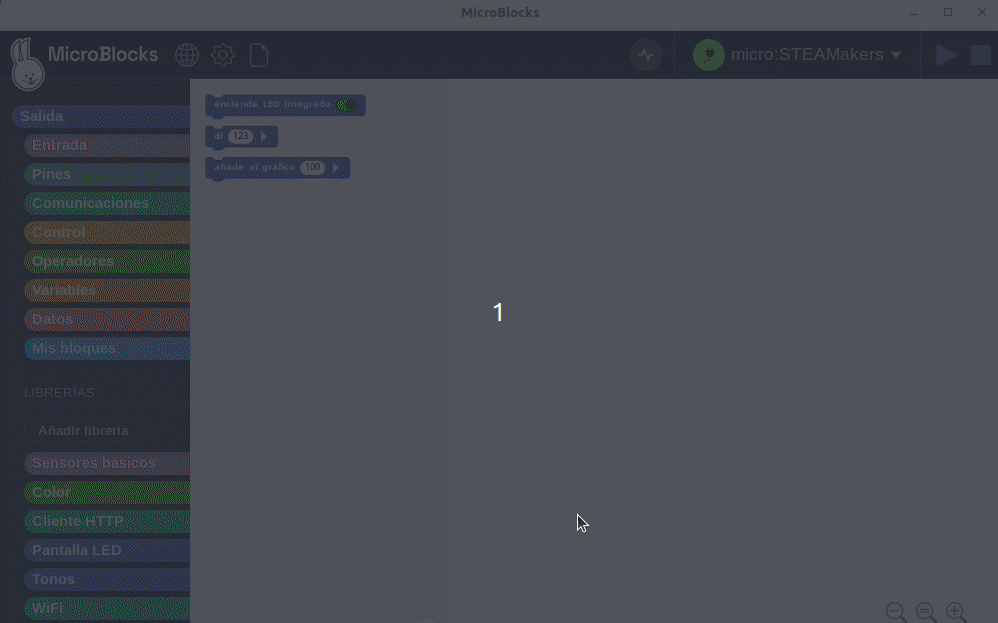 MicroBlocks
MicroBlocks
micro:STEAMakers
Salida
Entrada
Pines
Comunicaciones
Control
Operadores
Variables
Datos
Mis bloques
LIBRERÍAS
Añadir librería
Sensores básicos
Color
Cliente HTTP
Pantalla LED
Tonos
WiFi
enciende LED integrado
di 123
añade al gráfico 100
1